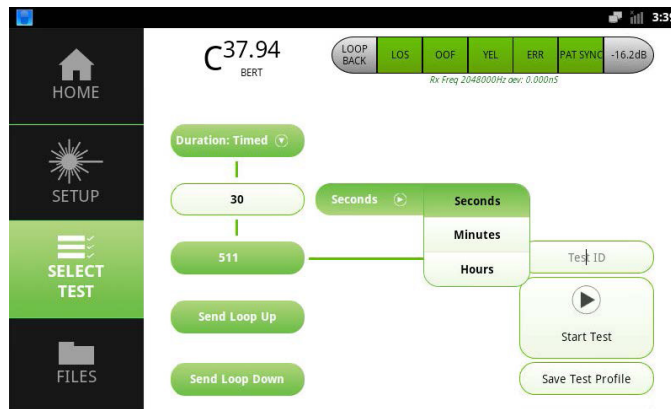 3:39
HOME
SETUP
SELECT
TEST
FILES
C37.94
BERT
LOOP
BACK
LOS
OOF
YEL
ERR
PAT SYNC
-16.2dB
Rx Freq 2048000Hz dev: 0.000nS
Duration: Timed
30
Seconds
Seconds
Minutes
Hours
511
Test ID
Start Test
Send Loop Up
Send Loop Down
Save Test Profile